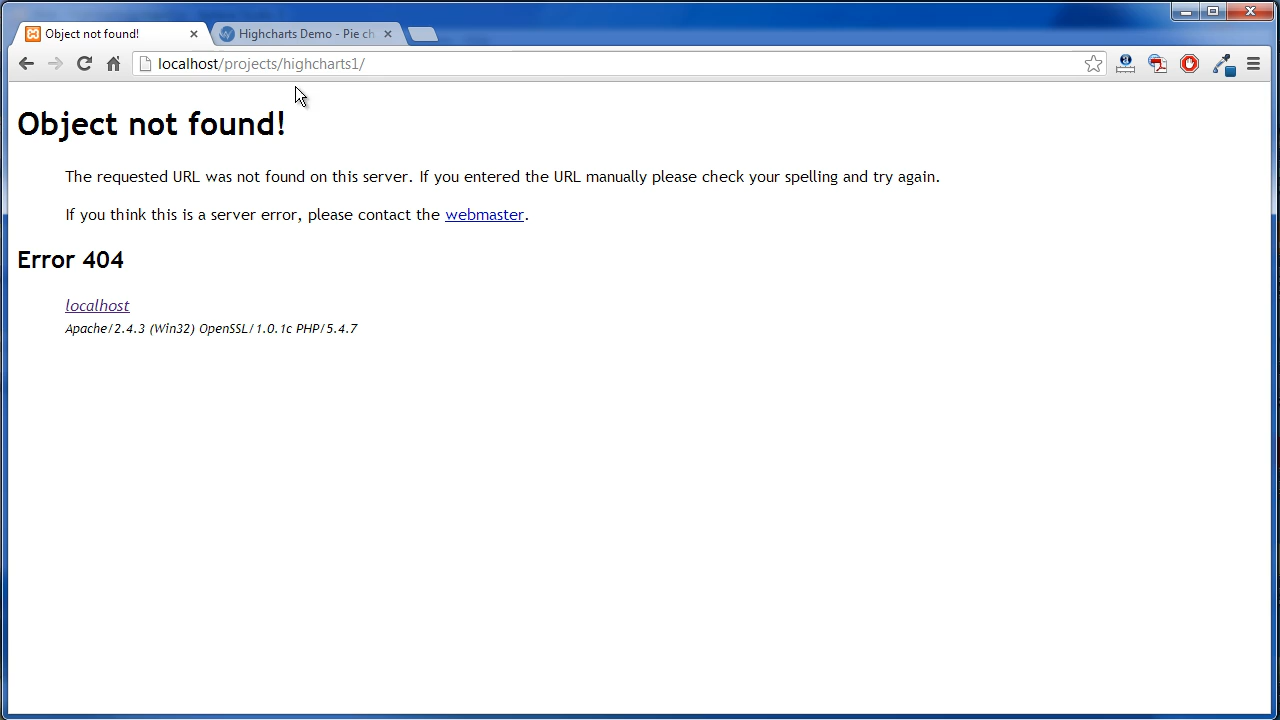 Object not found!
Highcharts Demo - Pie ch
localhost/projects/highcharts1/
Object not found!
The requested URL was not found on this server. If you entered the URL manually please check your spelling and try again.
If you think this is a server error, please contact the webmaster.
Error 404
localhost
Apache/2.4.3 (Win32) OpenSSL/1.0.1c PHP/5.4.7